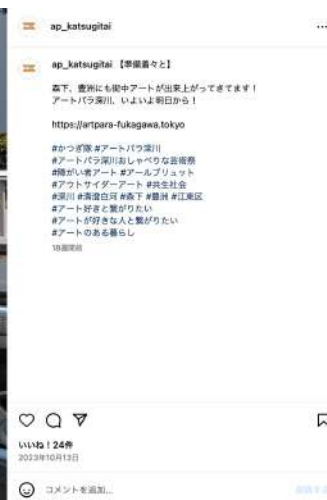 ap_katsugitai
ap_katsugitai 【準備着々と】
森下、豊洲にも街中アートが出来上がってきてます！
アートパラ深川、いよいよ明日から！
https://artpara-fukagawa.tokyo
#かつぎ隊 #アートパラ深川
#アートパラ深川おしゃべりな芸術祭
#障がい者アート #アールブリュット
#アウトサイダーアート #共生社会
#深川 #清澄白河 #森下 #豊洲 #江東区
#アート好きと繋がりたい
#アートが好きな人と繋がりたい
#アートのある暮らし
18週間前
いいね！24件
2023年10月13日
コメントを追加...